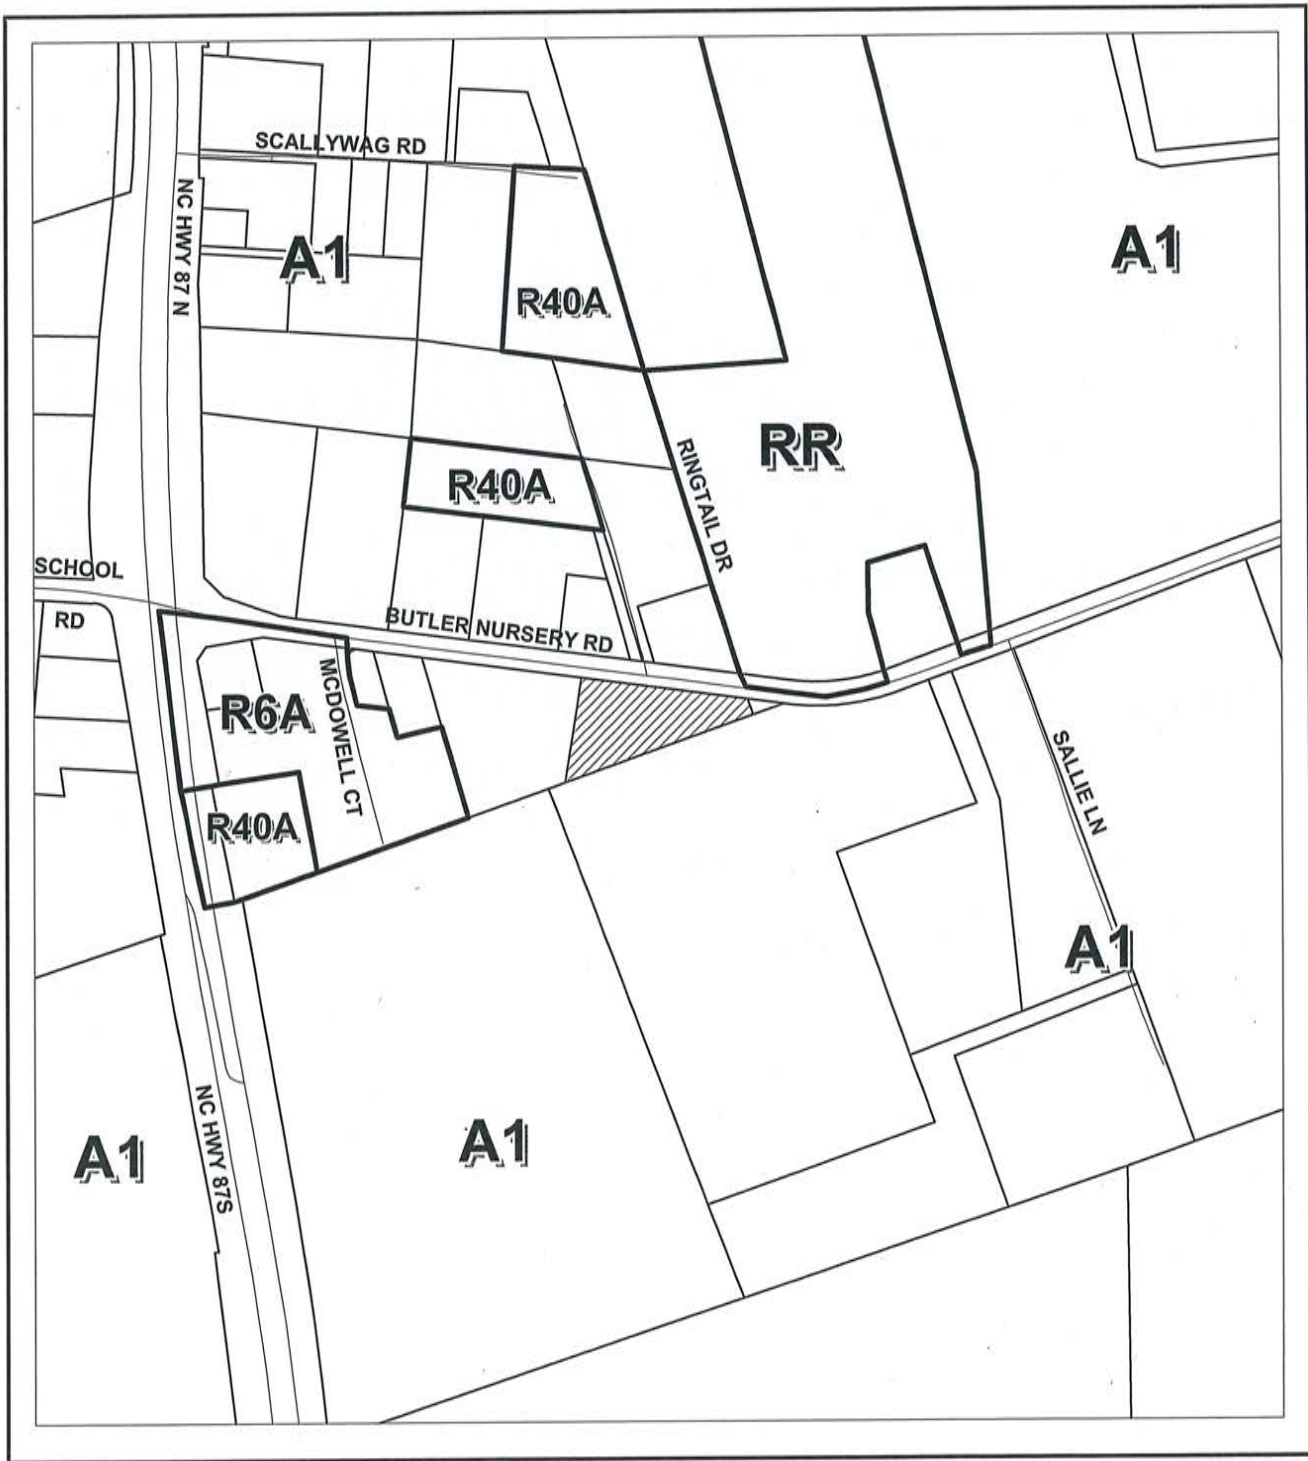 SCALLYWAG RD
NC HWY 87 N
A1
A1
R40A
RR
R40A
RINGTAIL DR
SCHOOL
RD
BUTLER NURSERY RD
R6A
MCDOWELL CT
R40A
SALLIE LN
A1
A1
A1
NC HWY 87S